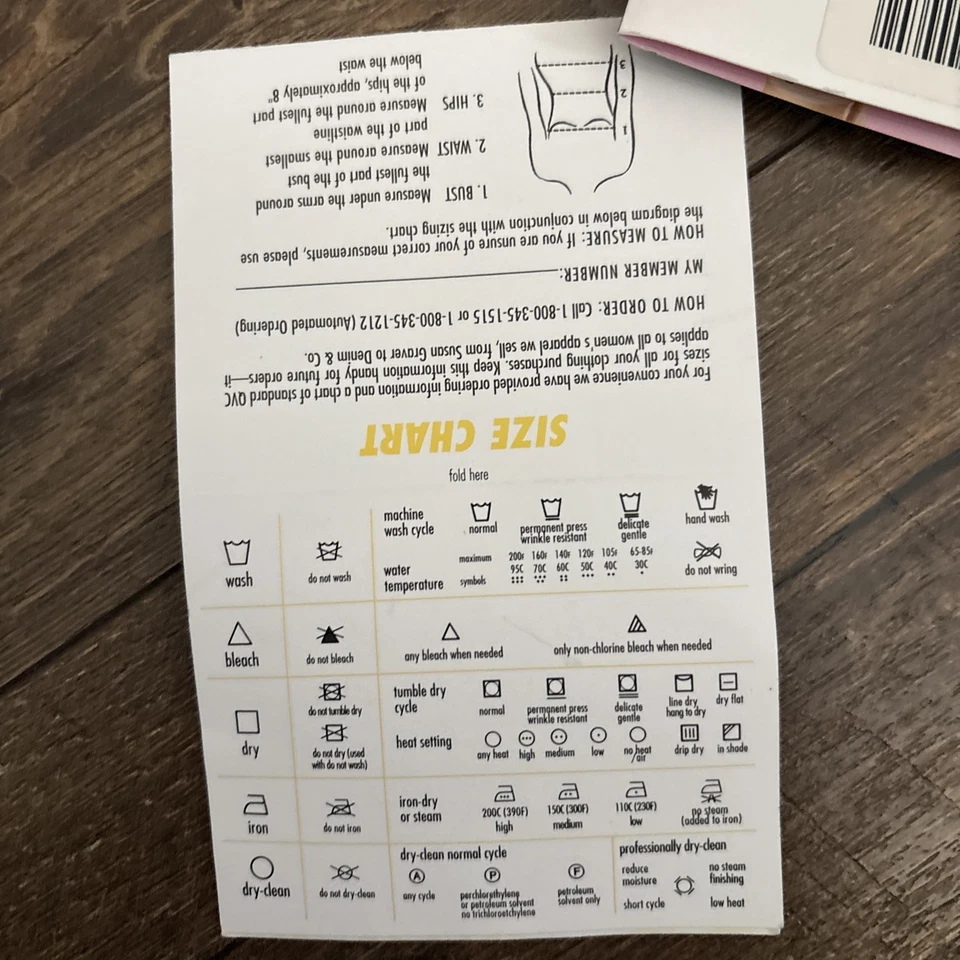 SIZE CHART
For your convenience we have provided ordering information and a chart of standard QVC
sizes for all your clothing purchases. Keep this information handy for future orders—it
applies to all women's apparel we sell, from Susan Graver to Denim & Co.
HOW TO ORDER: Call 1-800-345-1515 or 1-800-345-1212 (Automated Ordering)
MY MEMBER NUMBER:
HOW TO MEASURE: If you are unsure of your correct measurements, please use
the diagram below in conjunction with the sizing chart.
1. BUST Measure under the arms around
the fullest part of the bust
2. WAIST Measure around the smallest
part of the waistline
3. HIPS Measure around the fullest part
of the hips, approximately 8"
below the waist
1
2
3
fold here
wash
do not wash
machine
wash cycle
normal
permanent press
wrinkle resistant
delicate
gentle
hand wash
water
temperature
maximum 200F 160F 140F 120F 105F 65-85F
95C 70C 60C 50C 40C 30C
symbols
do not wring
bleach
do not bleach
any bleach when needed
only non-chlorine bleach when needed
dry
do not tumble dry
do not dry (used
with do not wash)
tumble dry
cycle
normal
permanent press
wrinkle resistant
delicate
gentle
line dry
hang to dry
dry flat
heat setting
any heat
high
medium
low
no heat
/air
drip dry
in shade
iron
do not iron
iron-dry
or steam
200C (390F)
high
150C (300F)
medium
110C (230F)
low
no steam
(added to iron)
dry-clean
do not dry-clean
dry-clean normal cycle
A
any cycle
P
perchlorethylene
or petroleum solvent
no trichloroetchylene
F
petroleum
solvent only
professionally dry-clean
reduce
moisture
no steam
finishing
short cycle
low heat